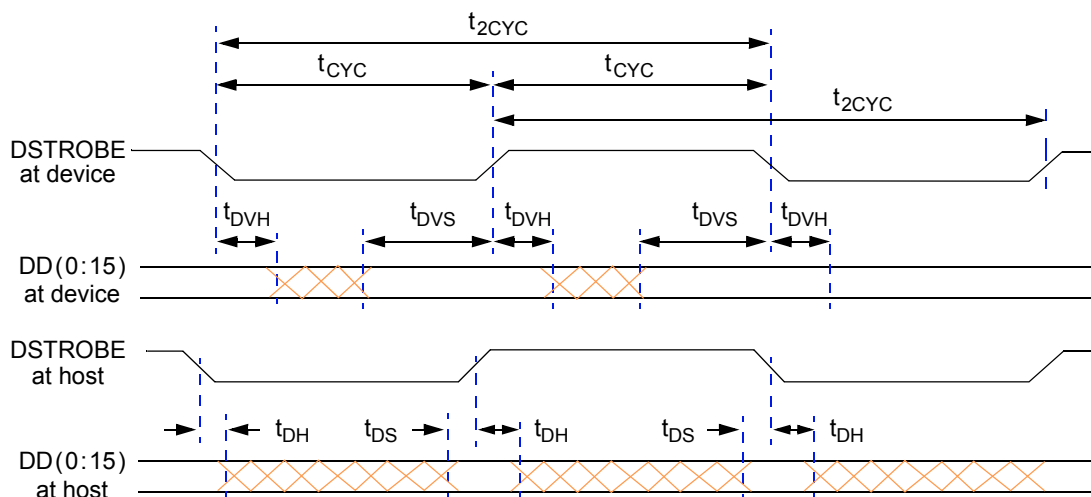 t2CYC
tCYC tCYC
t2CYC
DSTROBE
at device
tDVH tDVS tDVH tDVS tDVH
DD(0:15)
at device
DSTROBE
at host
tDH tDS tDH tDS tDH
DD(0:15)
at host